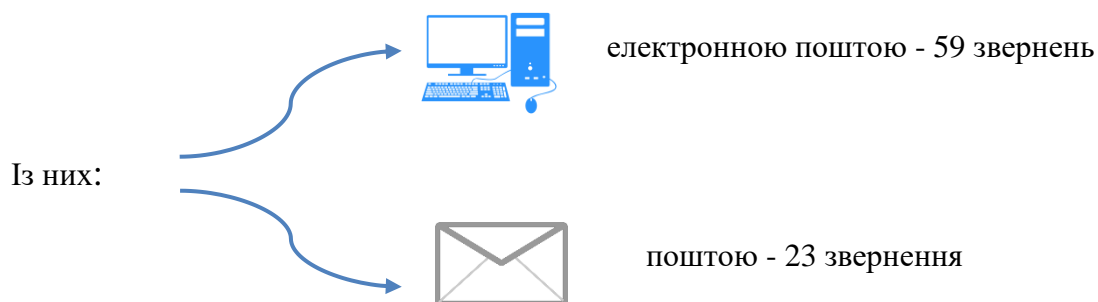 електронною поштою - 59 звернень
Із них:
поштою - 23 звернення